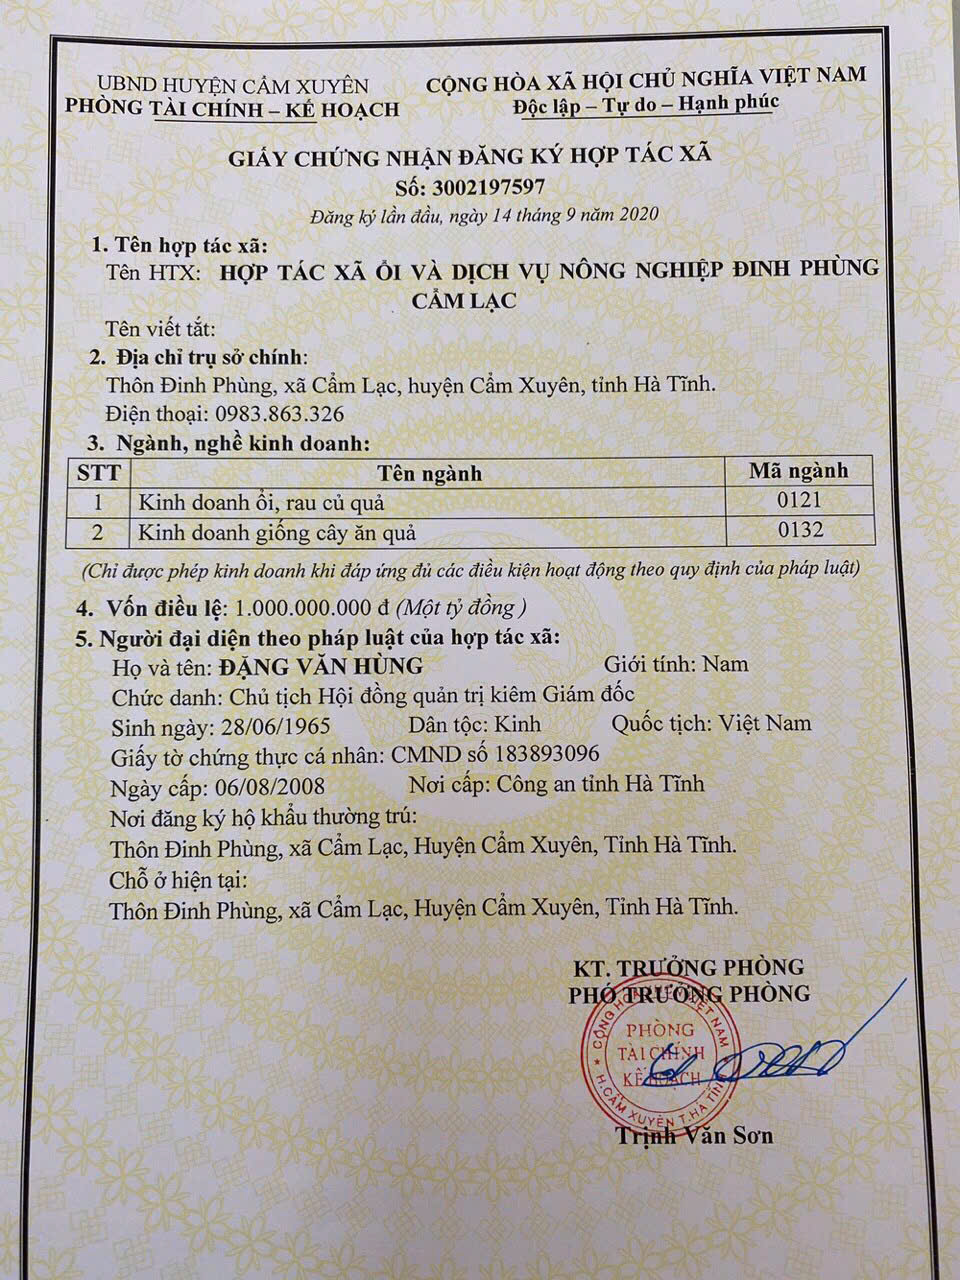 UBND HUYỆN CẨM XUYÊN
PHÒNG TÀI CHÍNH – KẾ HOẠCH
CỘNG HÒA XÃ HỘI CHỦ NGHĨA VIỆT NAM
Độc lập – Tự do – Hạnh phúc
GIẤY CHỨNG NHẬN ĐĂNG KÝ HỢP TÁC XÃ
Số: 3002197597
Đăng ký lần đầu, ngày 14 tháng 9 năm 2020
1. Tên hợp tác xã:
Tên HTX: HỢP TÁC XÃ ỔI VÀ DỊCH VỤ NÔNG NGHIỆP ĐINH PHÙNG
CẨM LẠC
Tên viết tắt:
2. Địa chỉ trụ sở chính:
Thôn Đinh Phùng, xã Cẩm Lạc, huyện Cẩm Xuyên, tỉnh Hà Tĩnh.
Điện thoại: 0983.863.326
3. Ngành, nghề kinh doanh:
STT Tên ngành Mã ngành
1 Kinh doanh ổi, rau củ quả 0121
2 Kinh doanh giống cây ăn quả 0132
(Chỉ được phép kinh doanh khi đáp ứng đủ các điều kiện hoạt động theo quy định của pháp luật)
4. Vốn điều lệ: 1.000.000.000 đ (Một tỷ đồng )
5. Người đại diện theo pháp luật của hợp tác xã:
Họ và tên: ĐẶNG VĂN HÙNG Giới tính: Nam
Chức danh: Chủ tịch Hội đồng quản trị kiêm Giám đốc
Sinh ngày: 28/06/1965 Dân tộc: Kinh Quốc tịch: Việt Nam
Giấy tờ chứng thực cá nhân: CMND số 183893096
Ngày cấp: 06/08/2008 Nơi cấp: Công an tỉnh Hà Tĩnh
Nơi đăng ký hộ khẩu thường trú:
Thôn Đinh Phùng, xã Cẩm Lạc, Huyện Cẩm Xuyên, Tỉnh Hà Tĩnh.
Chỗ ở hiện tại:
Thôn Đinh Phùng, xã Cẩm Lạc, Huyện Cẩm Xuyên, Tỉnh Hà Tĩnh.
KT. TRƯỞNG PHÒNG
PHÓ TRƯỞNG PHÒNG
PHÒNG
TÀI CHÍNH
KẾ HOẠCH
H.CẨM XUYÊN T.HÀ TĨNH
Trịnh Văn Sơn